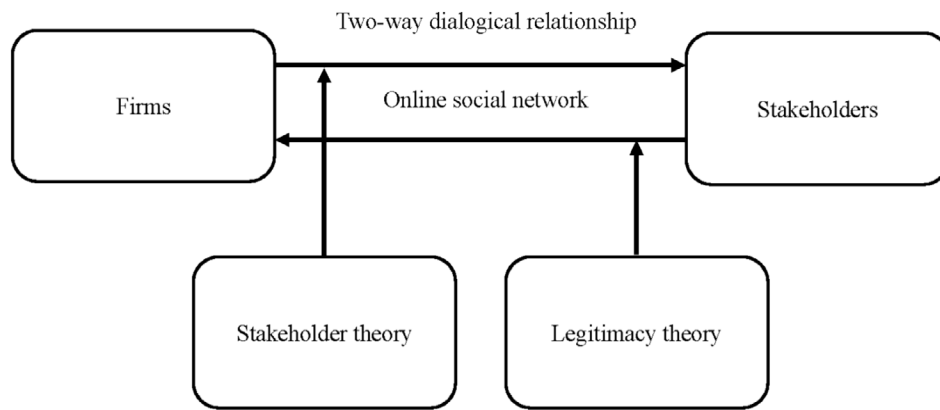 Two-way dialogical relationship
Firms
Online social network
Stakeholders
Stakeholder theory
Legitimacy theory